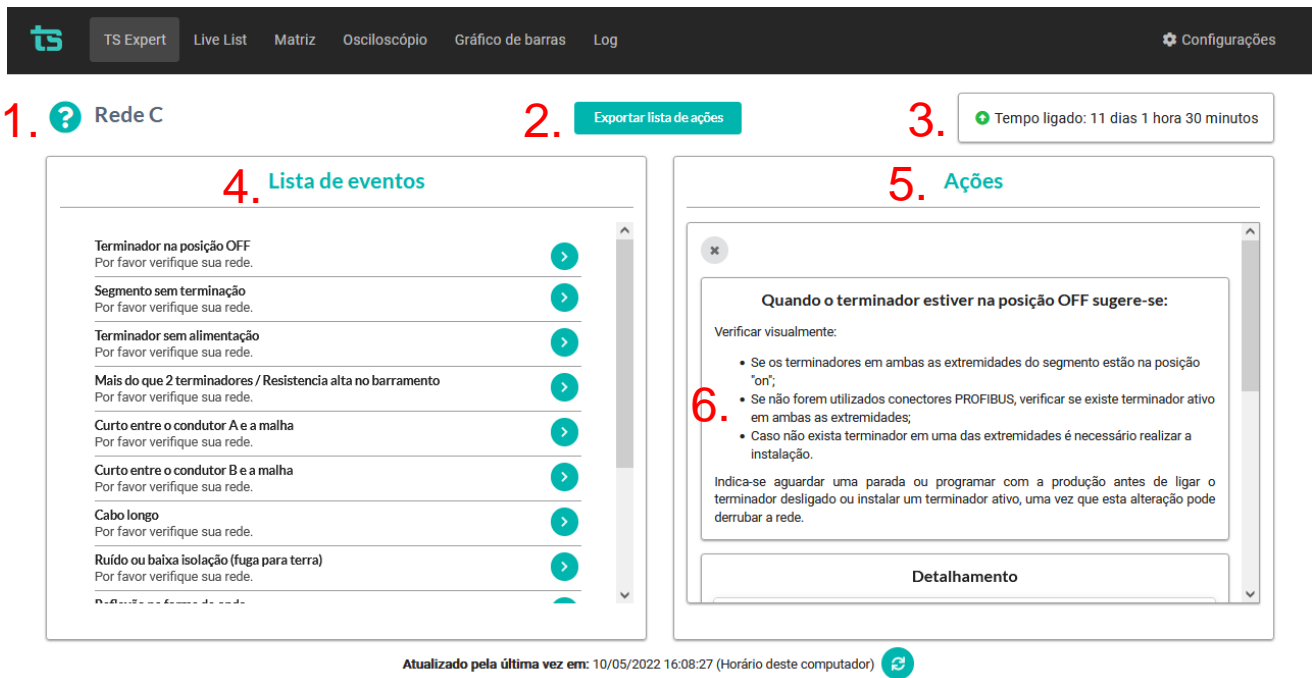 ts TS Expert Live List Matriz Osciloscópio Gráfico de barras Log Configurações
1. ? Rede C
2. Exportar lista de ações
3. Tempo ligado: 11 dias 1 hora 30 minutos
4. Lista de eventos
Terminador na posição OFF
Por favor verifique sua rede.
Segmento sem terminação
Por favor verifique sua rede.
Terminador sem alimentação
Por favor verifique sua rede.
Mais do que 2 terminadores / Resistencia alta no barramento
Por favor verifique sua rede.
Curto entre o condutor A e a malha
Por favor verifique sua rede.
Curto entre o condutor B e a malha
Por favor verifique sua rede.
Cabo longo
Por favor verifique sua rede.
Ruído ou baixa isolação (fuga para terra)
Por favor verifique sua rede.
5. Ações
Quando o terminador estiver na posição OFF sugere-se:
Verificar visualmente:
• Se os terminadores em ambas as extremidades do segmento estão na posição
"on";
6.
• Se não forem utilizados conectores PROFIBUS, verificar se existe terminador ativo
em ambas as extremidades;
• Caso não exista terminador em uma das extremidades é necessário realizar a
instalação.
Indica-se aguardar uma parada ou programar com a produção antes de ligar o
terminador desligado ou instalar um terminador ativo, uma vez que esta alteração pode
derrubar a rede.
Detalhamento
Atualizado pela última vez em: 10/05/2022 16:08:27 (Horário deste computador)